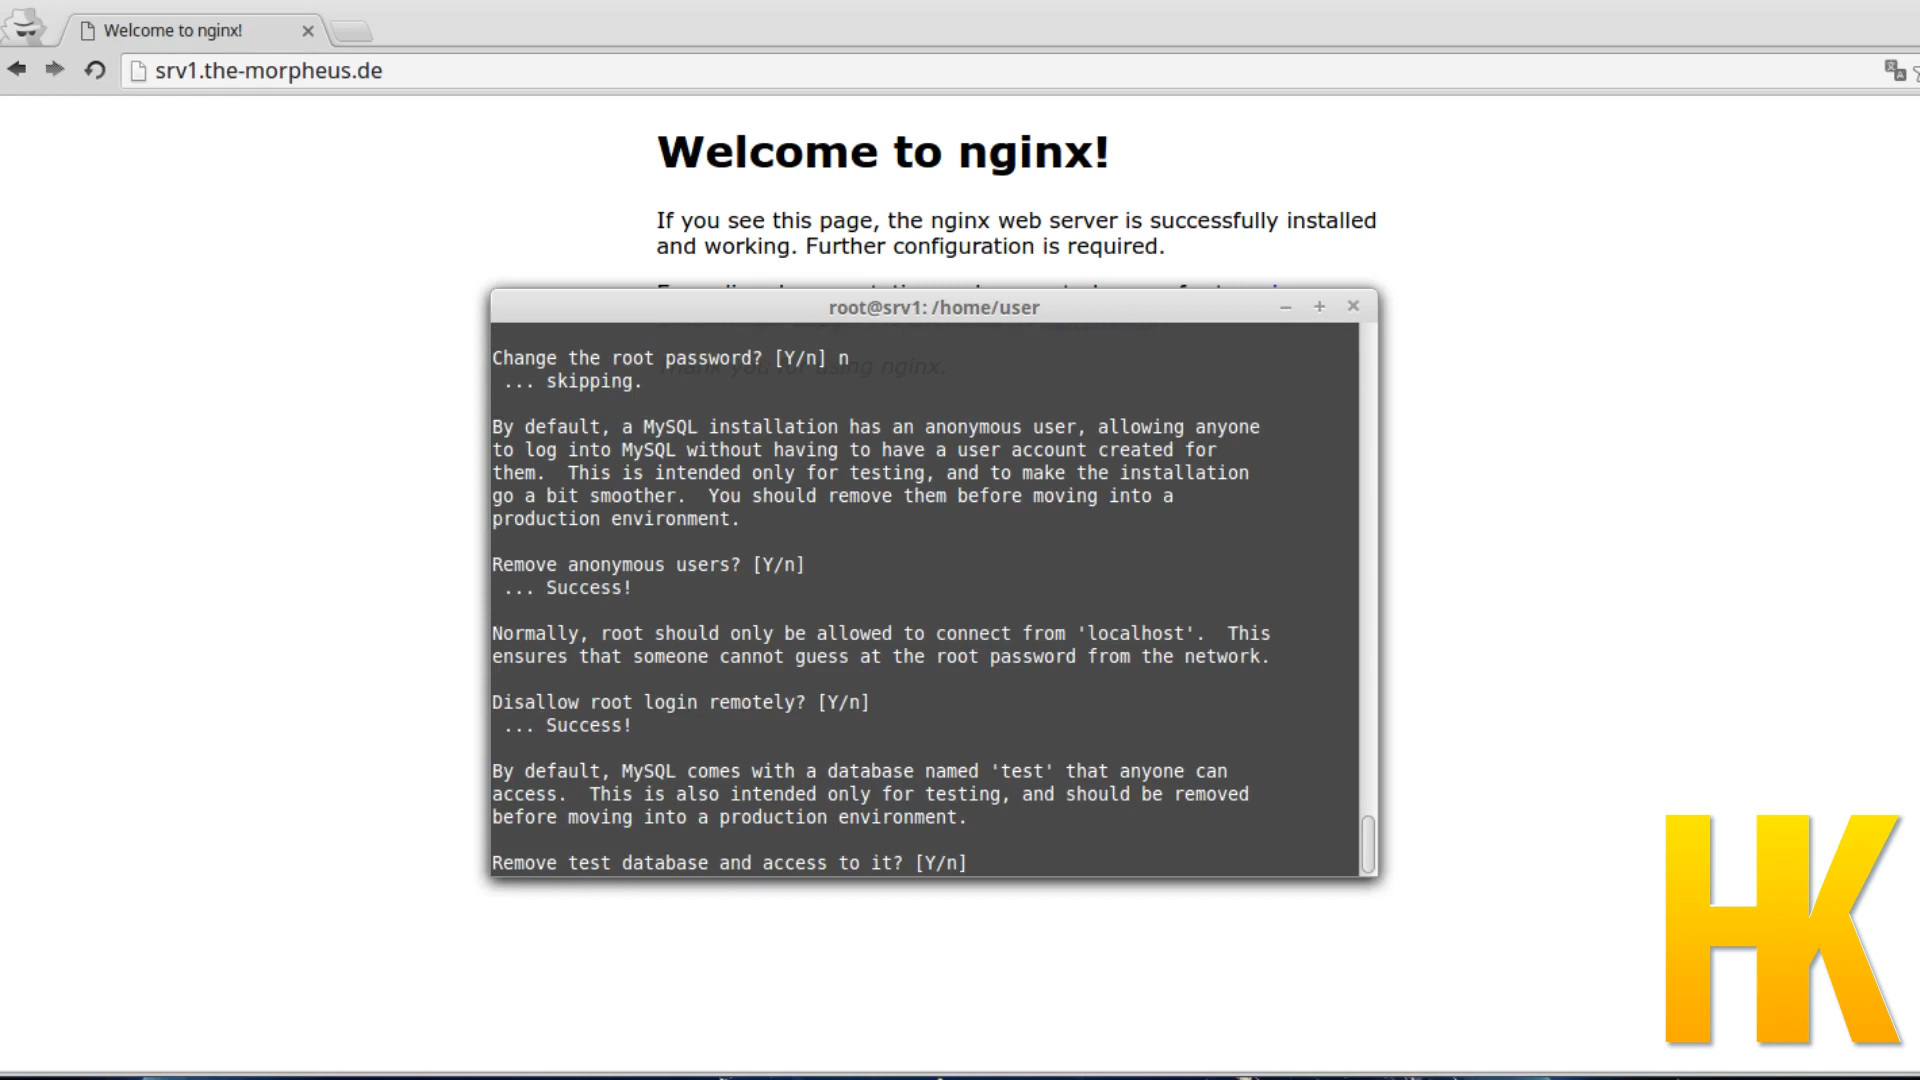 Welcome to nginx!
srv1.the-morpheus.de
Welcome to nginx!
If you see this page, the nginx web server is successfully installed
and working. Further configuration is required.
root@srv1: /home/user
Change the root password? [Y/n] n
Thank you for using nginx.
... skipping.
By default, a MySQL installation has an anonymous user, allowing anyone
to log into MySQL without having to have a user account created for
them.  This is intended only for testing, and to make the installation
go a bit smoother.  You should remove them before moving into a
production environment.
Remove anonymous users? [Y/n]
... Success!
Normally, root should only be allowed to connect from 'localhost'.  This
ensures that someone cannot guess at the root password from the network.
Disallow root login remotely? [Y/n]
... Success!
By default, MySQL comes with a database named 'test' that anyone can
access.  This is also intended only for testing, and should be removed
before moving into a production environment.
Remove test database and access to it? [Y/n]
HK